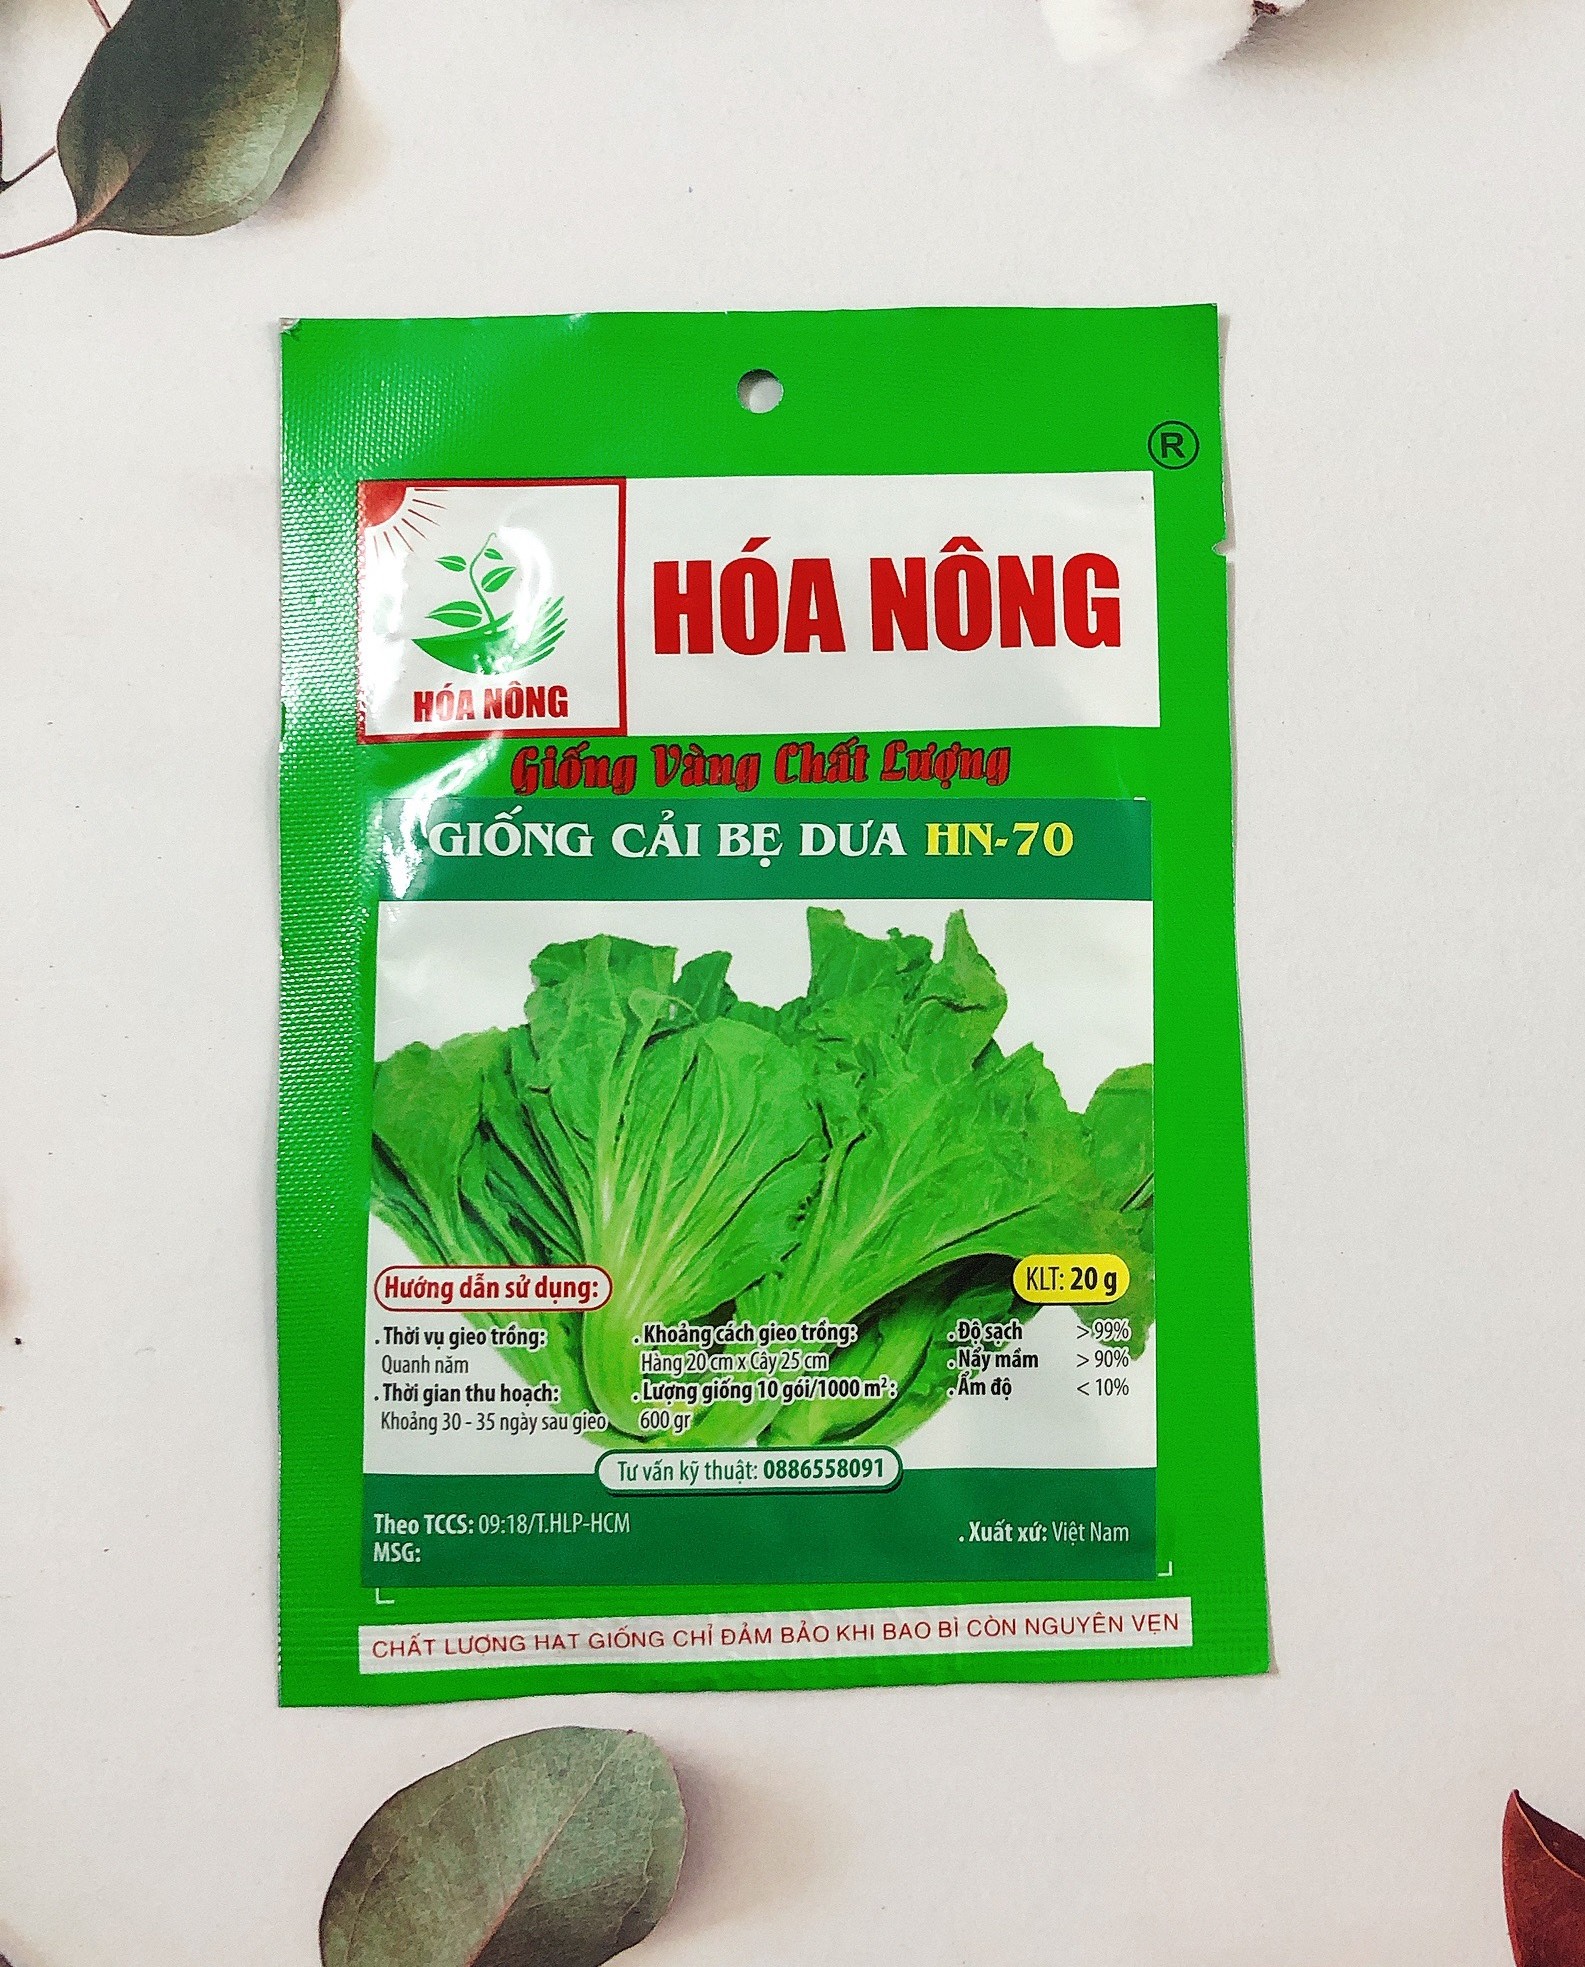 ®
HÓA NÔNG
HÓA NÔNG
Giống Vàng Chất Lượng
GIỐNG CẢI BẸ DƯA HN-70
Hướng dẫn sử dụng:
KLT: 20 g
. Thời vụ gieo trồng:
Quanh năm
. Thời gian thu hoạch:
Khoảng 30 - 35 ngày sau gieo
. Khoảng cách gieo trồng:
Hàng 20 cm x Cây 25 cm
. Lượng giống 10 gói/1000 m²:
600 gr
. Độ sạch > 99%
. Nẩy mầm > 90%
. Ẩm độ < 10%
Tư vấn kỹ thuật: 0886558091
Theo TCCS: 09:18/T.HLP-HCM
MSG:
. Xuất xứ: Việt Nam
CHẤT LƯỢNG HẠT GIỐNG CHỈ ĐẢM BẢO KHI BAO BÌ CÒN NGUYÊN VẸN